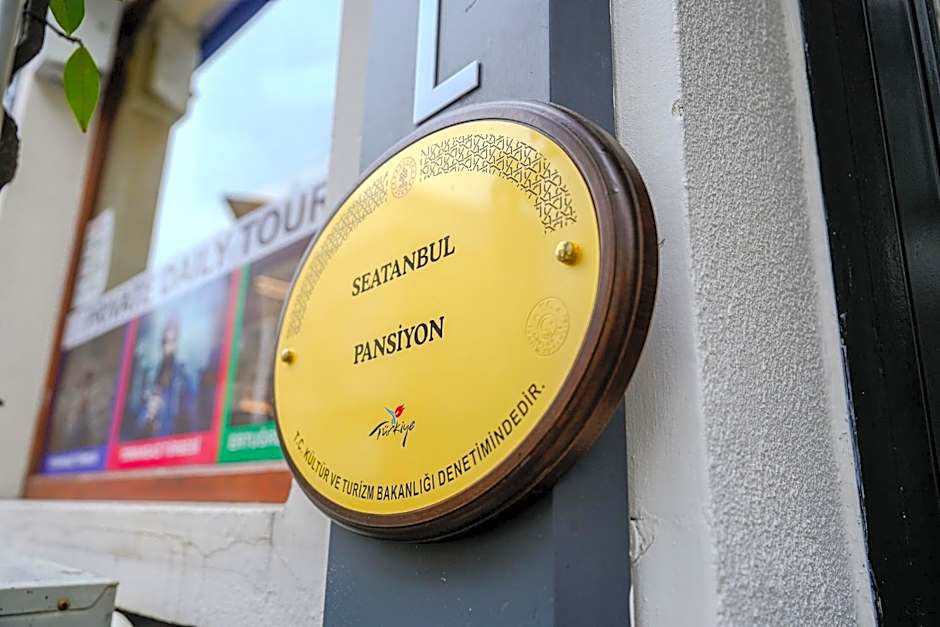 L
PRIVATE DAILY TOUR
SEATANBUL
PANSİYON
Türkiye
T.C. KÜLTÜR VE TURİZM BAKANLIĞI DENETİMİNDEDİR.